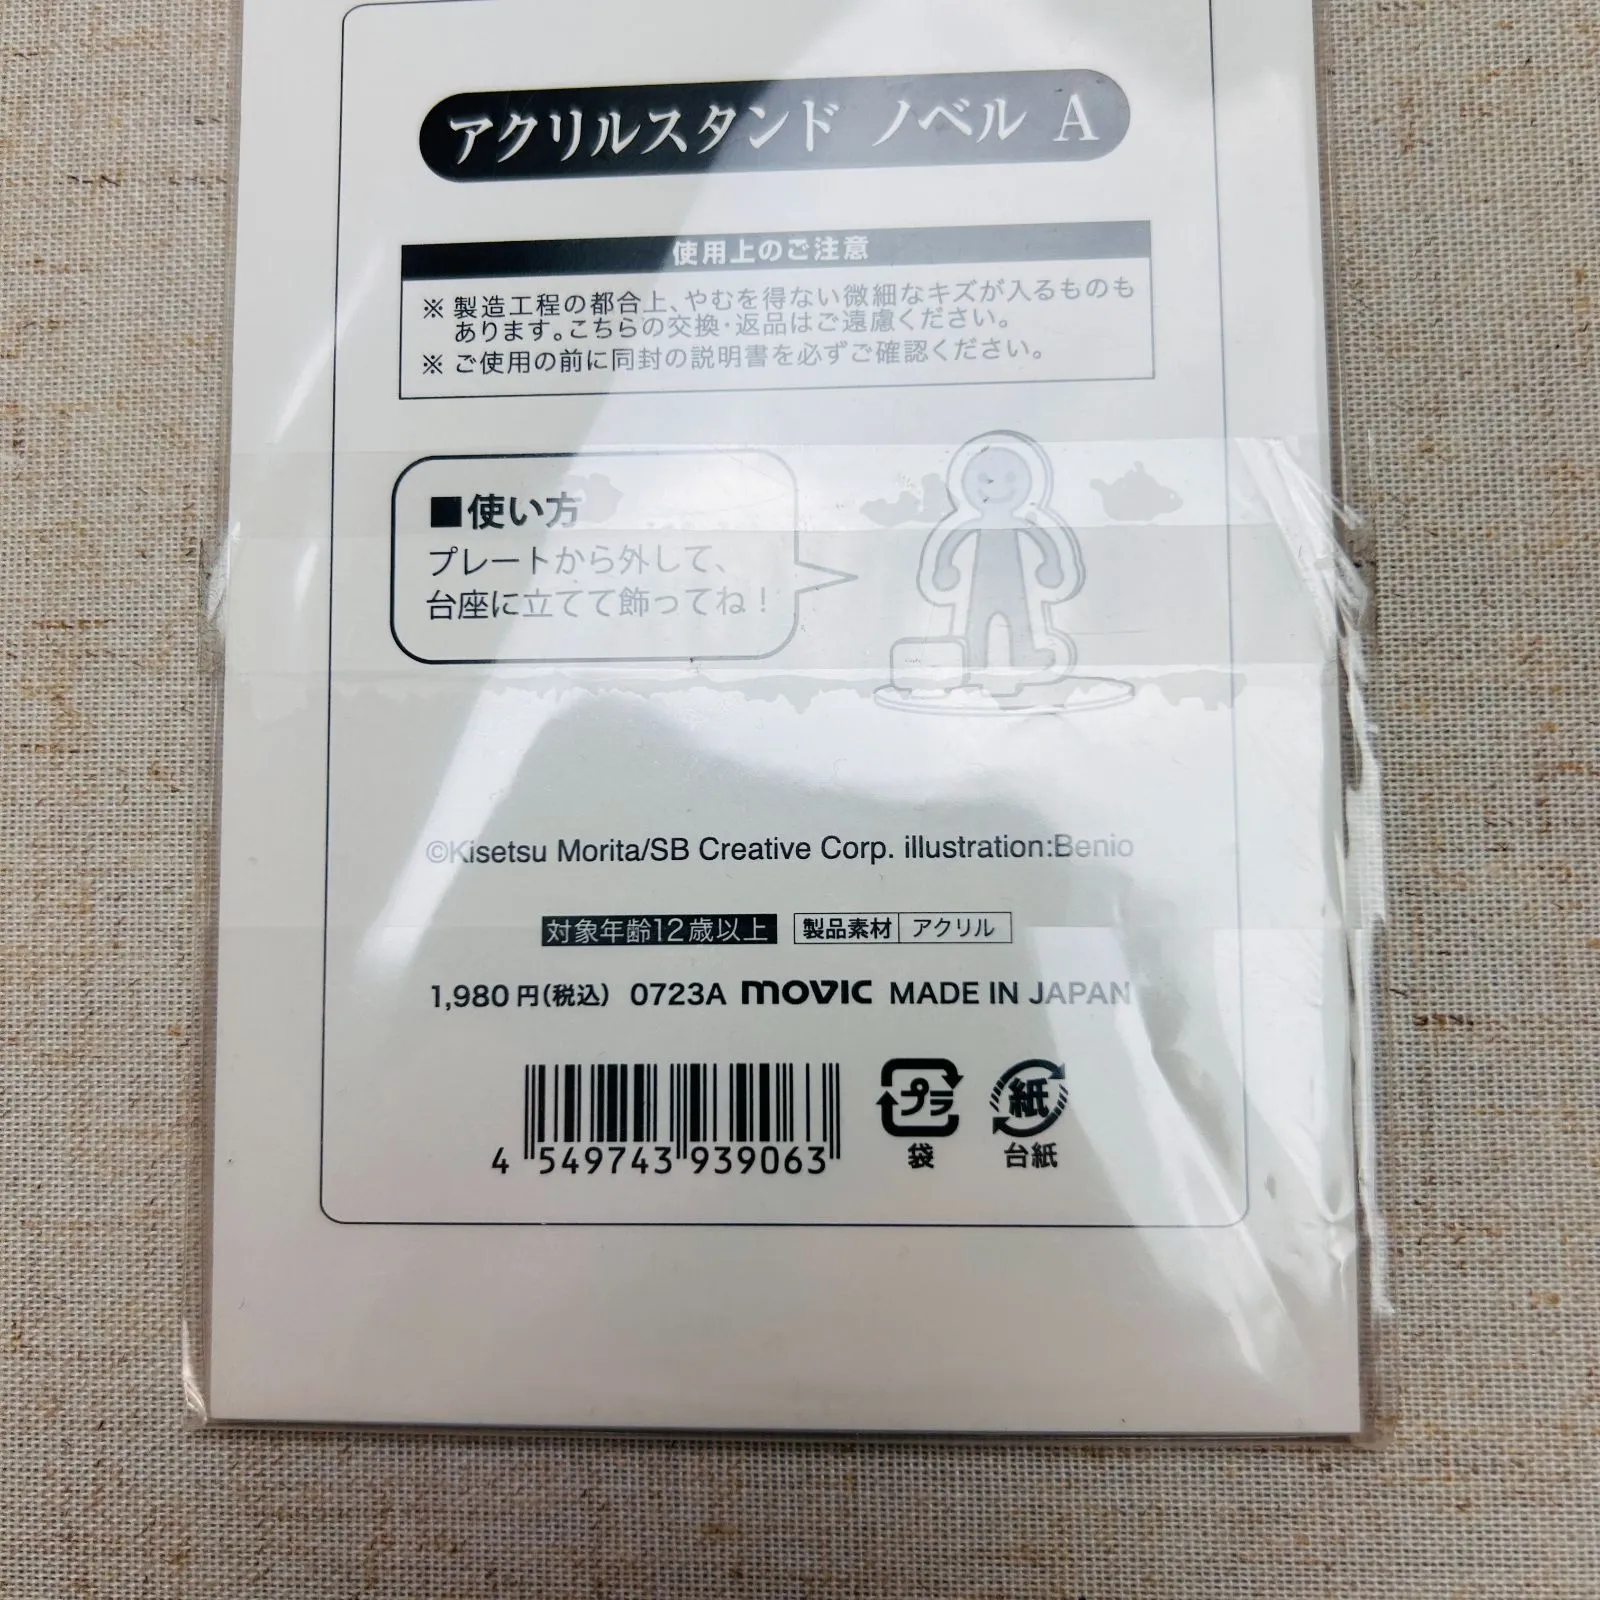 アクリルスタンド ノベル A
使用上のご注意
※ 製造工程の都合上、やむを得ない微細なキズが入るものも
あります。こちらの交換・返品はご遠慮ください。
※ ご使用の前に同封の説明書を必ずご確認ください。
■使い方
プレートから外して、
台座に立てて飾ってね！
©Kisetsu Morita/SB Creative Corp. illustration:Benio
対象年齢12歳以上 製品素材 アクリル
1,980円(税込) 0723A movic MADE IN JAPAN
4 549743 939063
プラ 紙
袋 台紙